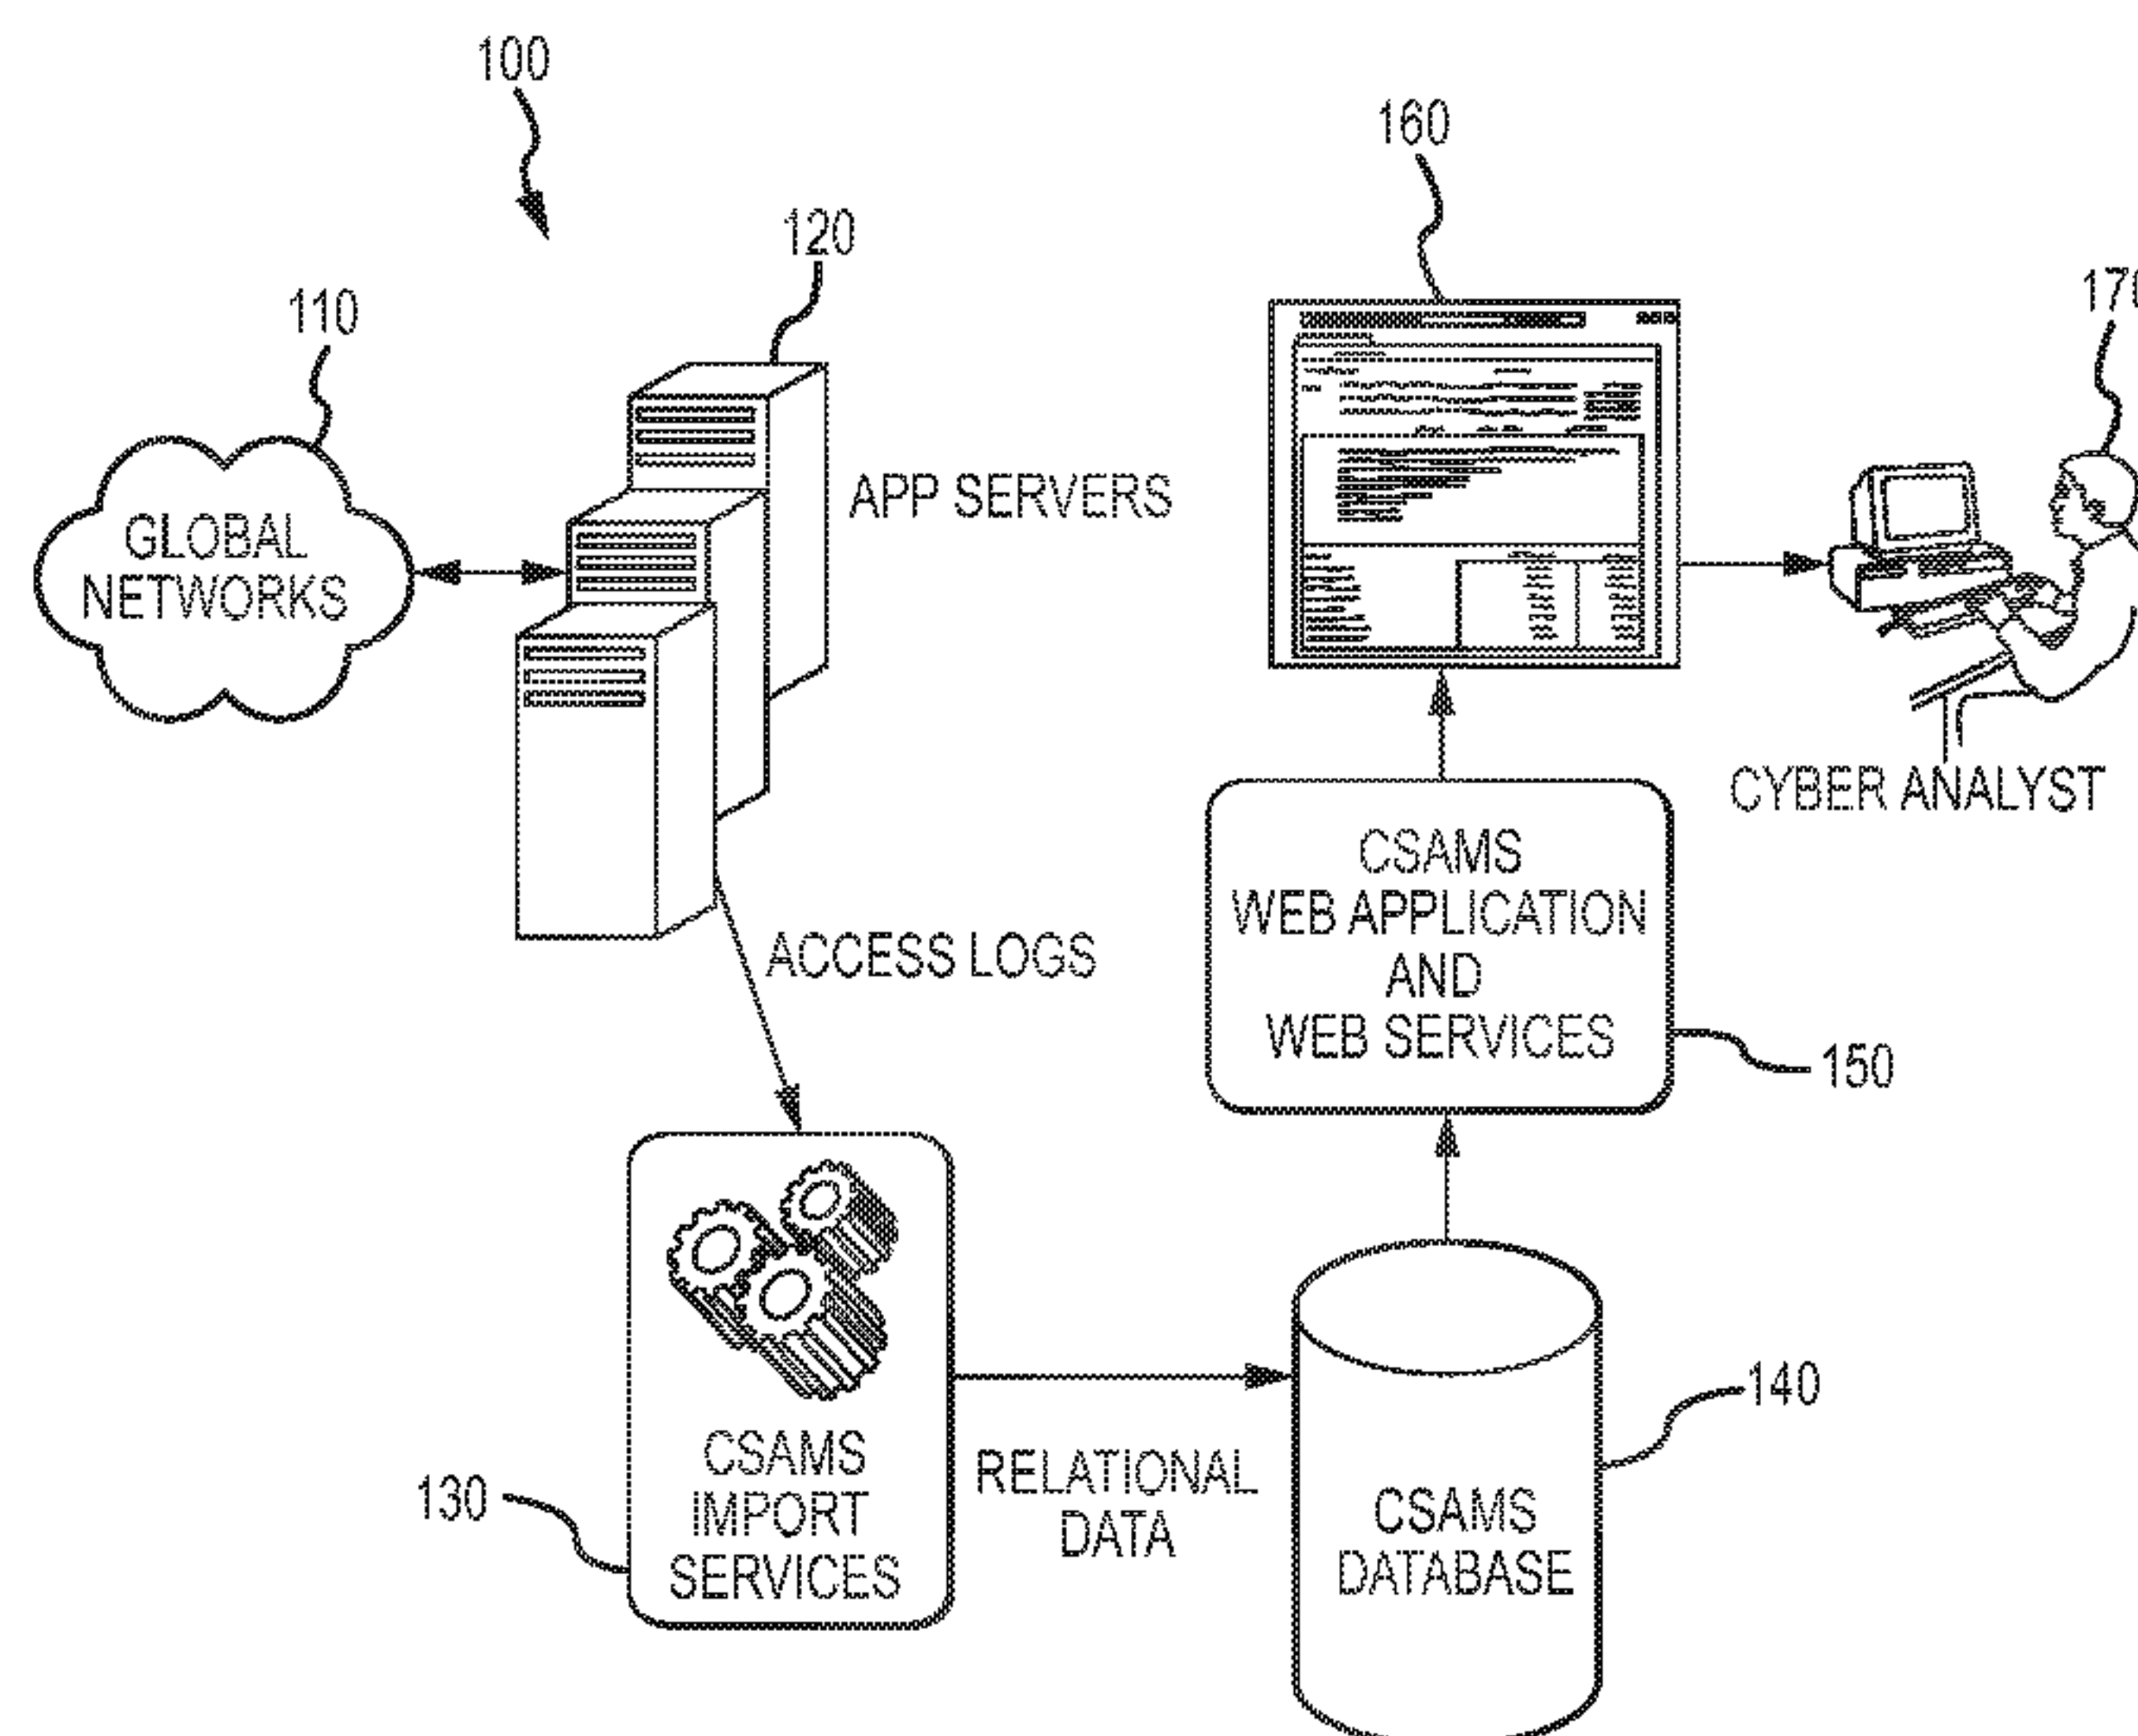 100
160
120
110
170
GLOBAL
NETWORKS
APP SERVERS
CYBER ANALYST
CSAMS
WEB APPLICATION
AND
WEB SERVICES
150
ACCESS LOGS
130
CSAMS
IMPORT
SERVICES
RELATIONAL
DATA
140
CSAMS
DATABASE